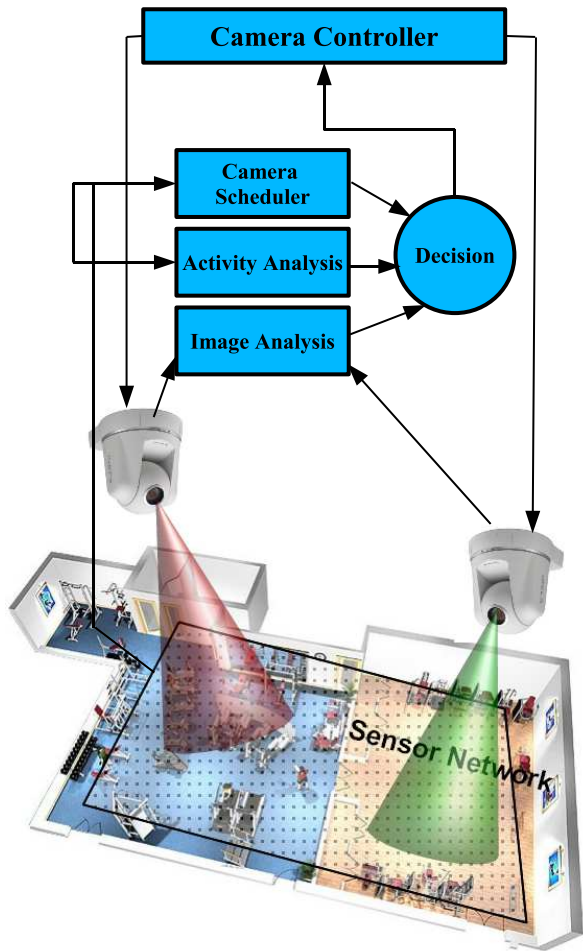 Camera Controller
Camera
Scheduler
Activity Analysis
Decision
Image Analysis
Sensor Network